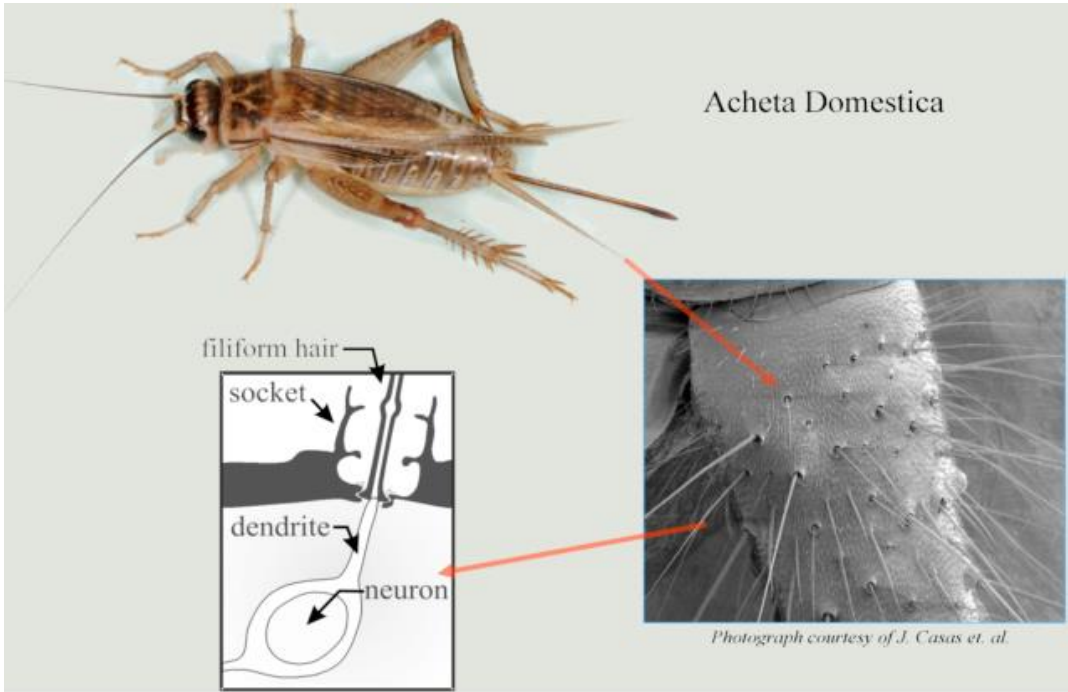 Acheta Domestica
filiform hair
socket
dendrite
neuron
Photograph courtesy of J. Casas et. al.